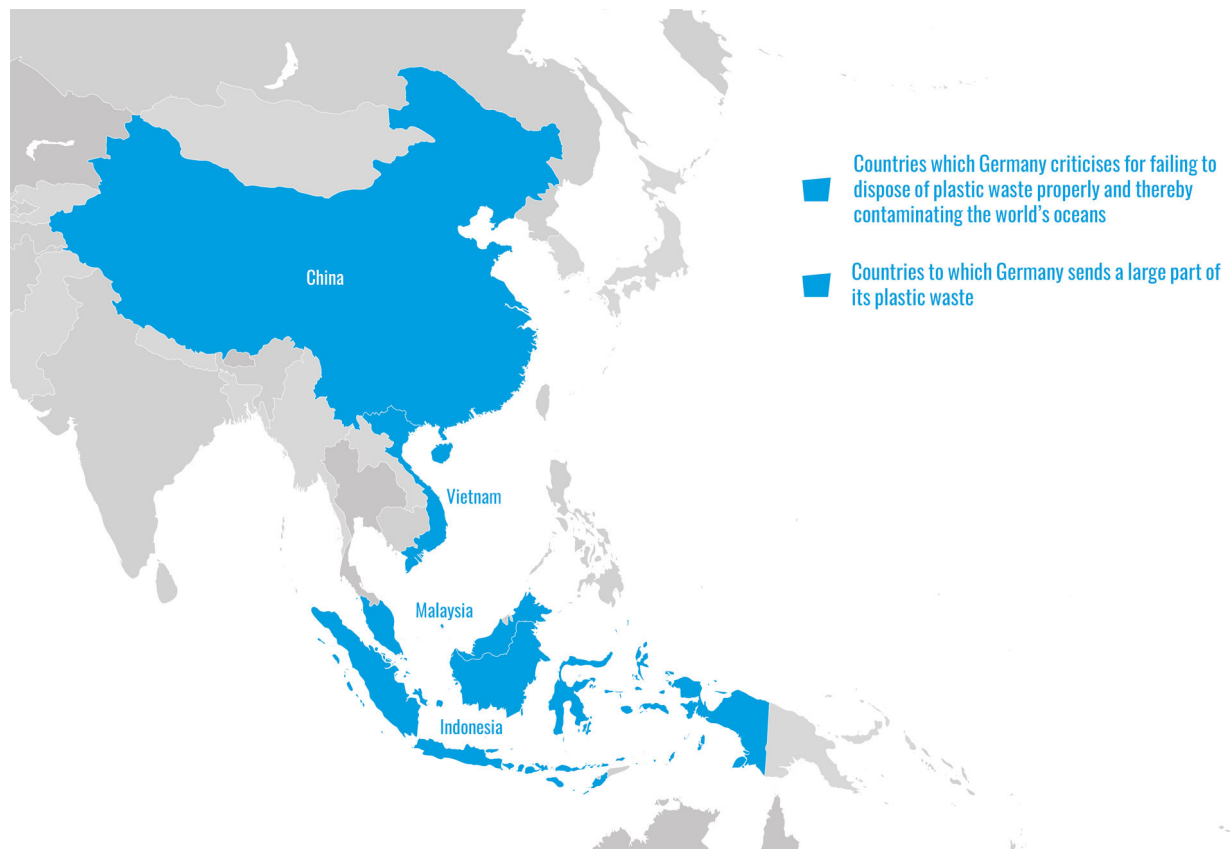 Countries which Germany criticises for failing to
dispose of plastic waste properly and thereby
contaminating the world’s oceans
Countries to which Germany sends a large part of
its plastic waste
China
Vietnam
Malaysia
Indonesia